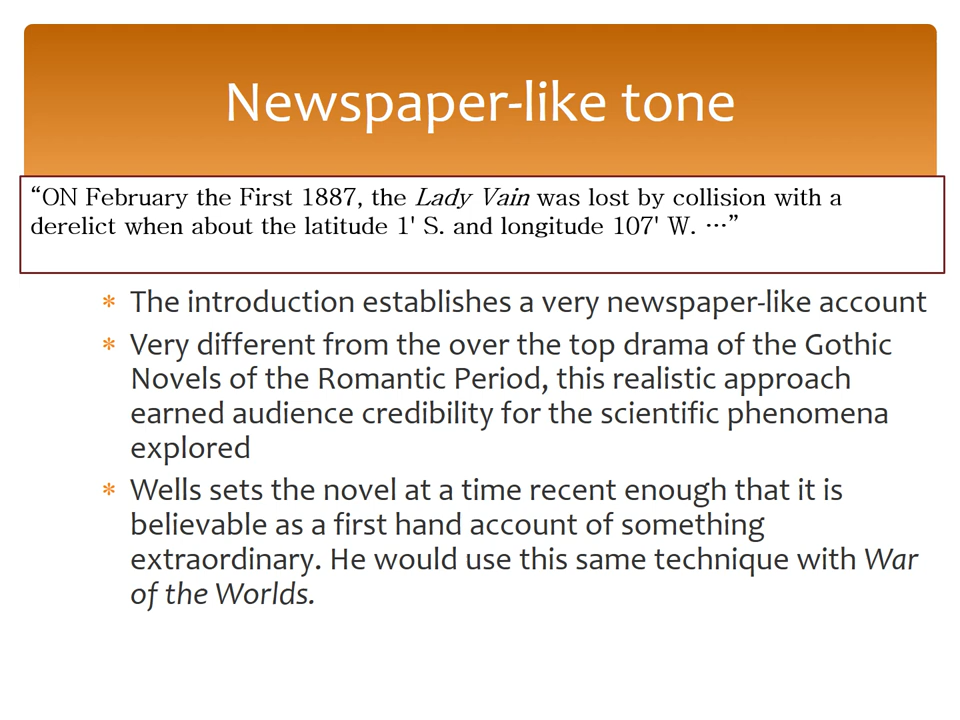 Newspaper-like tone
“ON February the First 1887, the Lady Vain was lost by collision with a
derelict when about the latitude 1' S. and longitude 107' W. …”
* The introduction establishes a very newspaper-like account
* Very different from the over the top drama of the Gothic
Novels of the Romantic Period, this realistic approach
earned audience credibility for the scientific phenomena
explored
* Wells sets the novel at a time recent enough that it is
believable as a first hand account of something
extraordinary. He would use this same technique with War
of the Worlds.